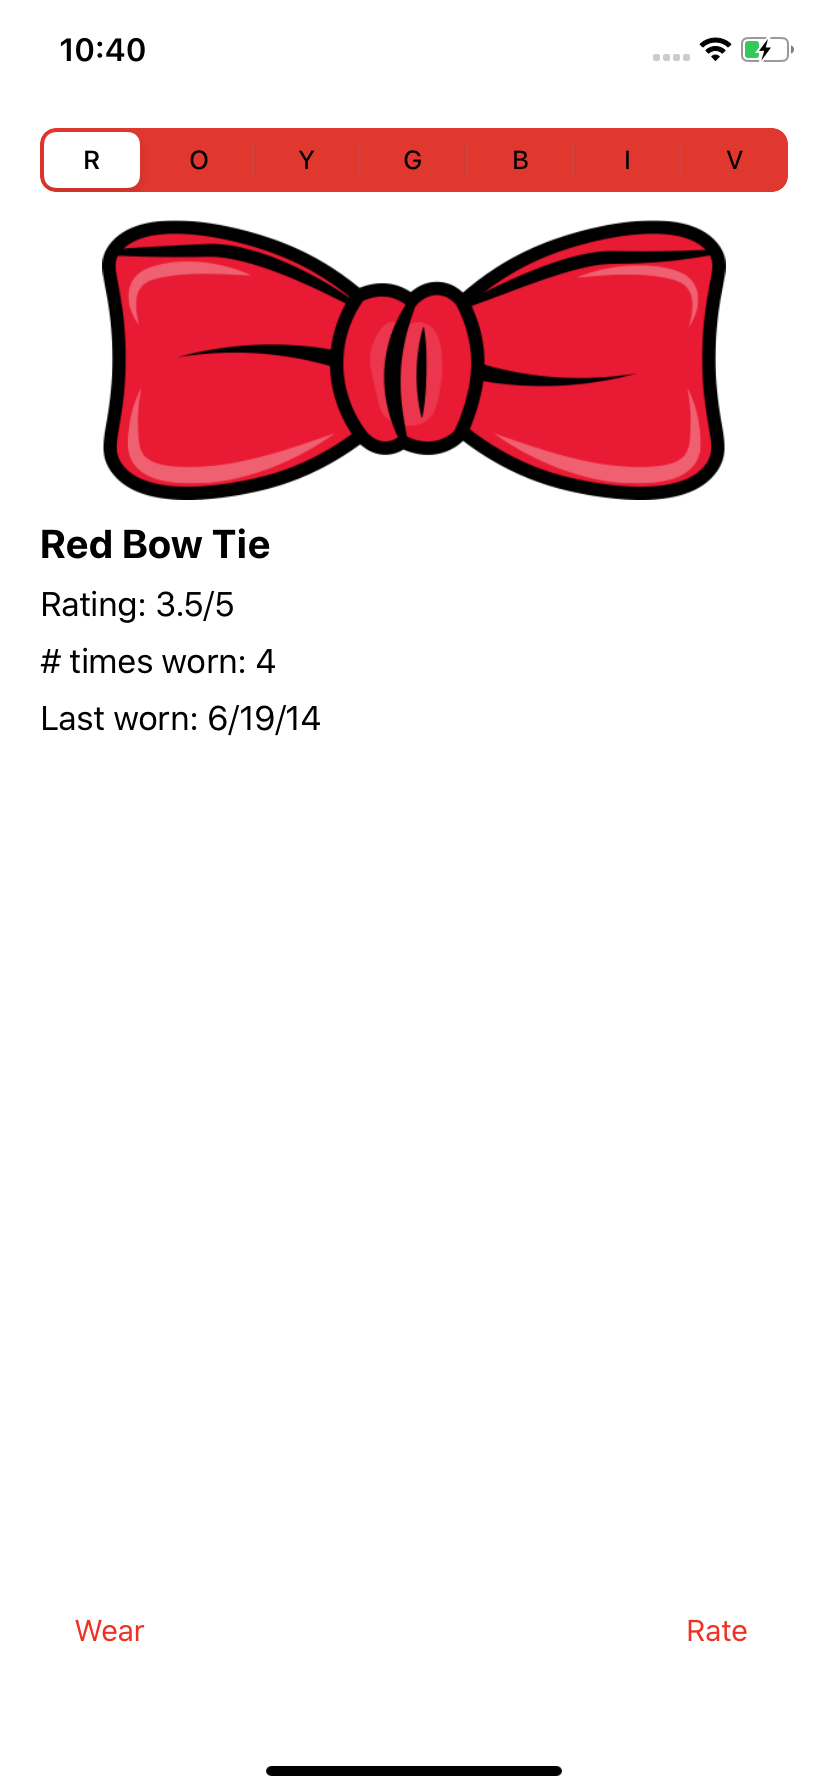 10:40
R O Y G B I V
Red Bow Tie
Rating: 3.5/5
# times worn: 4
Last worn: 6/19/14
Wear Rate